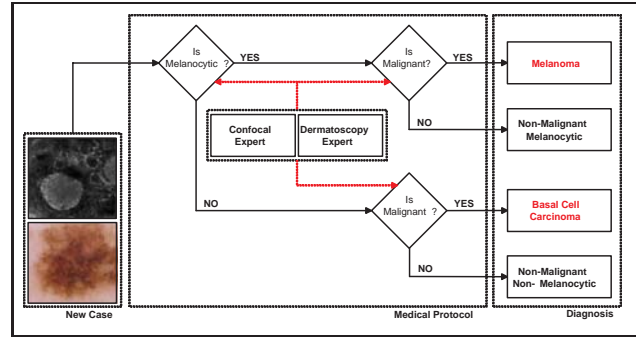 Is
Melanocytic ?
YES
Is
Malignant?
YES
Melanoma
NO
Non-Malignant
Melanocytic
Confocal
Expert
Dermatoscopy
Expert
NO
Is
Malignant ?
YES
Basal Cell
Carcinoma
NO
Non-Malignant
Non- Melanocytic
New Case
Medical Protocol
Diagnosis